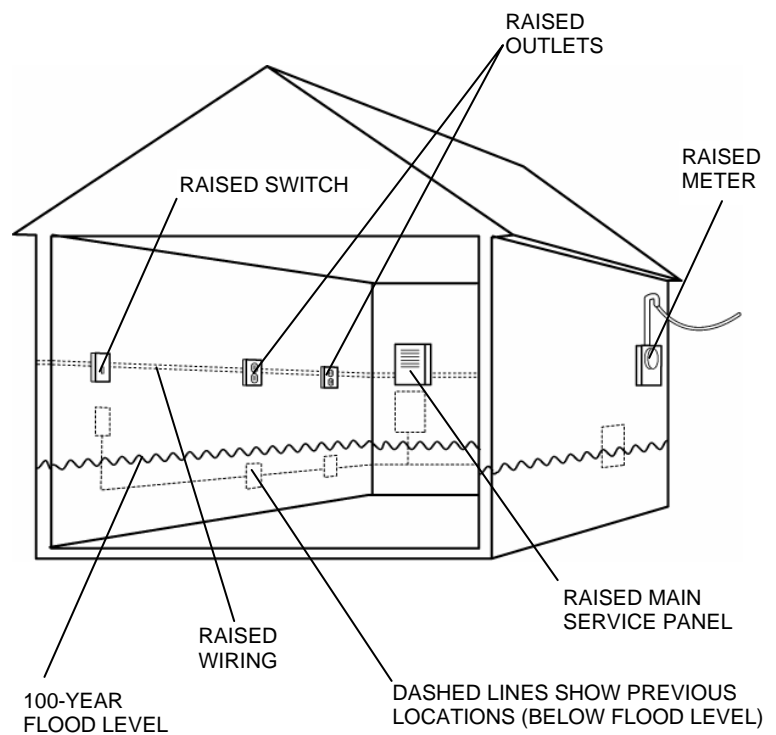 RAISED
OUTLETS
RAISED
METER
RAISED SWITCH
RAISED MAIN
SERVICE PANEL
RAISED
WIRING
DASHED LINES SHOW PREVIOUS
LOCATIONS (BELOW FLOOD LEVEL)
100-YEAR
FLOOD LEVEL